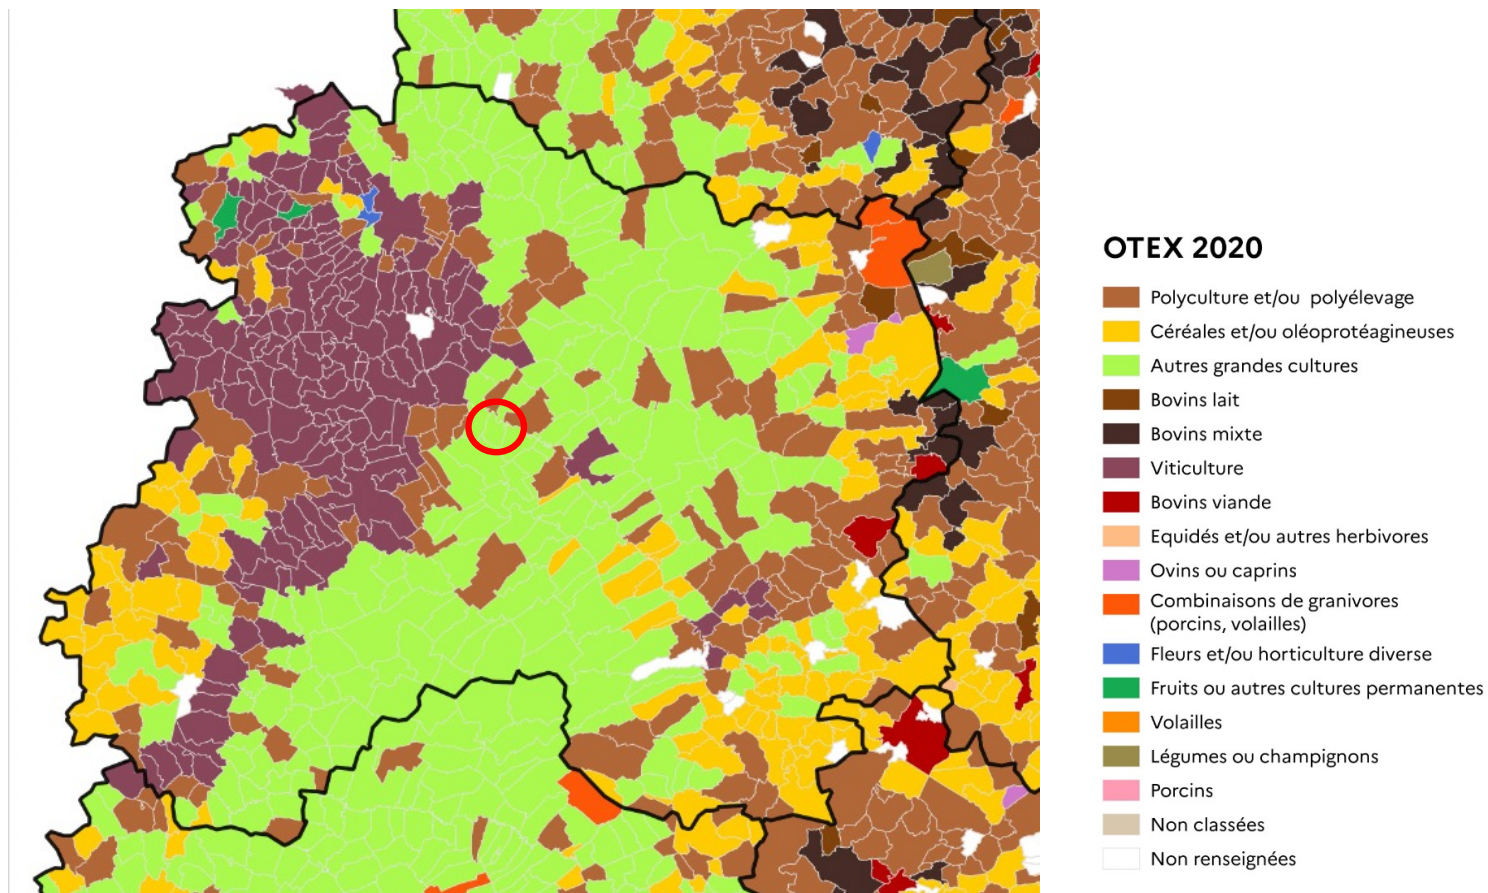 OTEX 2020
Polyculture et/ou polyélevage
Céréales et/ou oléoprotéagineuses
Autres grandes cultures
Bovins lait
Bovins mixte
Viticulture
Bovins viande
Equidés et/ou autres herbivores
Ovins ou caprins
Combinaisons de granivores
(porcins, volailles)
Fleurs et/ou horticulture diverse
Fruits ou autres cultures permanentes
Volailles
Légumes ou champignons
Porcins
Non classées
Non renseignées